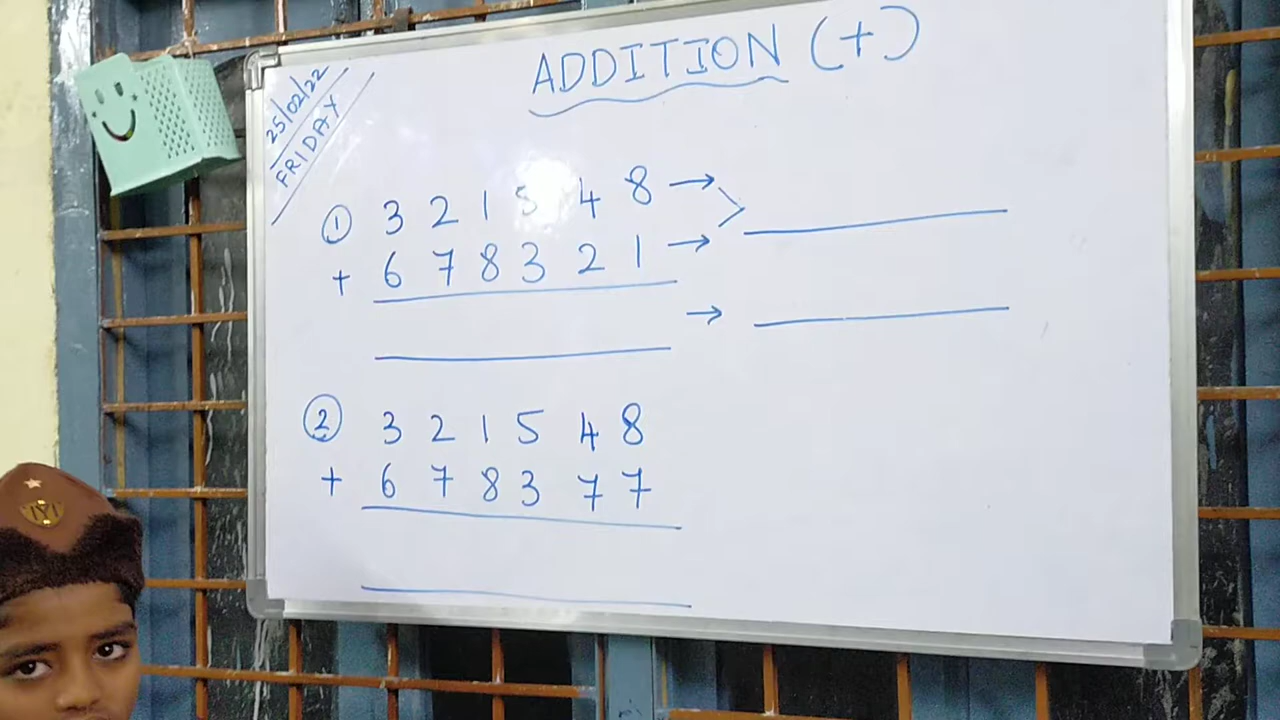 ADDITION (+)
25/02/22
FRIDAY
① 3 2 1 5 4 8 →
+ 6 7 8 3 2 1 →
→
② 3 2 1 5 4 8
+ 6 7 8 3 7 7